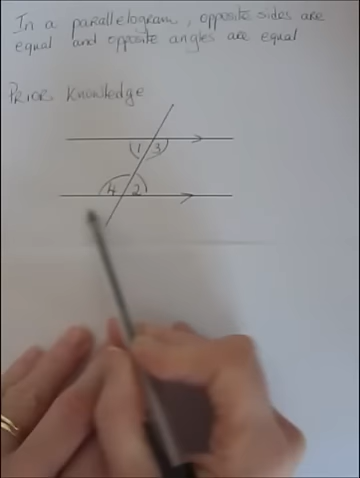 In a parallelogram, opposite sides are
equal and opposite angles are equal
PRIOR Knowledge
1 3
4 2